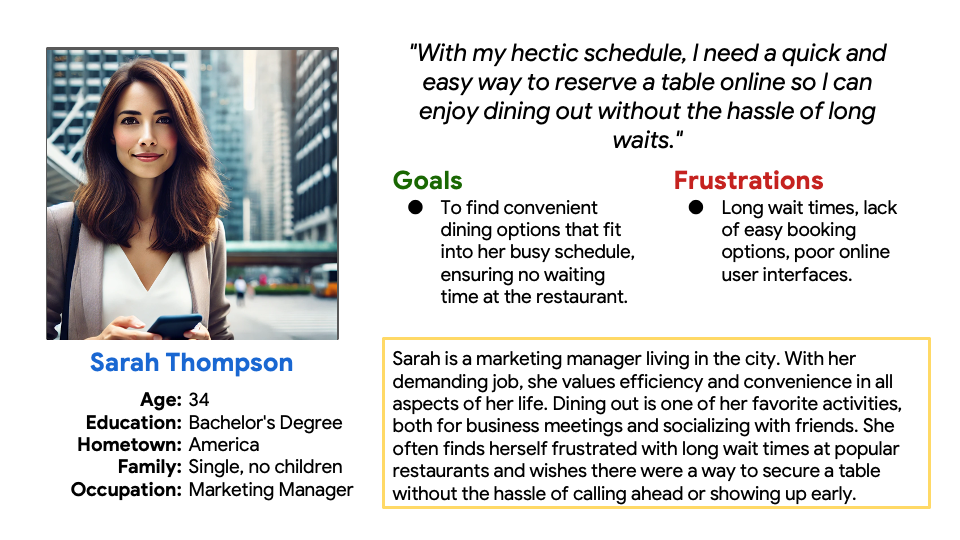 "With my hectic schedule, I need a quick and
easy way to reserve a table online so I can
enjoy dining out without the hassle of long
waits."
Goals
● To find convenient
dining options that fit
into her busy schedule,
ensuring no waiting
time at the restaurant.
Frustrations
● Long wait times, lack
of easy booking
options, poor online
user interfaces.
Sarah Thompson
Age: 34
Education: Bachelor's Degree
Hometown: America
Family: Single, no children
Occupation: Marketing Manager
Sarah is a marketing manager living in the city. With her
demanding job, she values efficiency and convenience in all
aspects of her life. Dining out is one of her favorite activities,
both for business meetings and socializing with friends. She
often finds herself frustrated with long wait times at popular
restaurants and wishes there were a way to secure a table
without the hassle of calling ahead or showing up early.